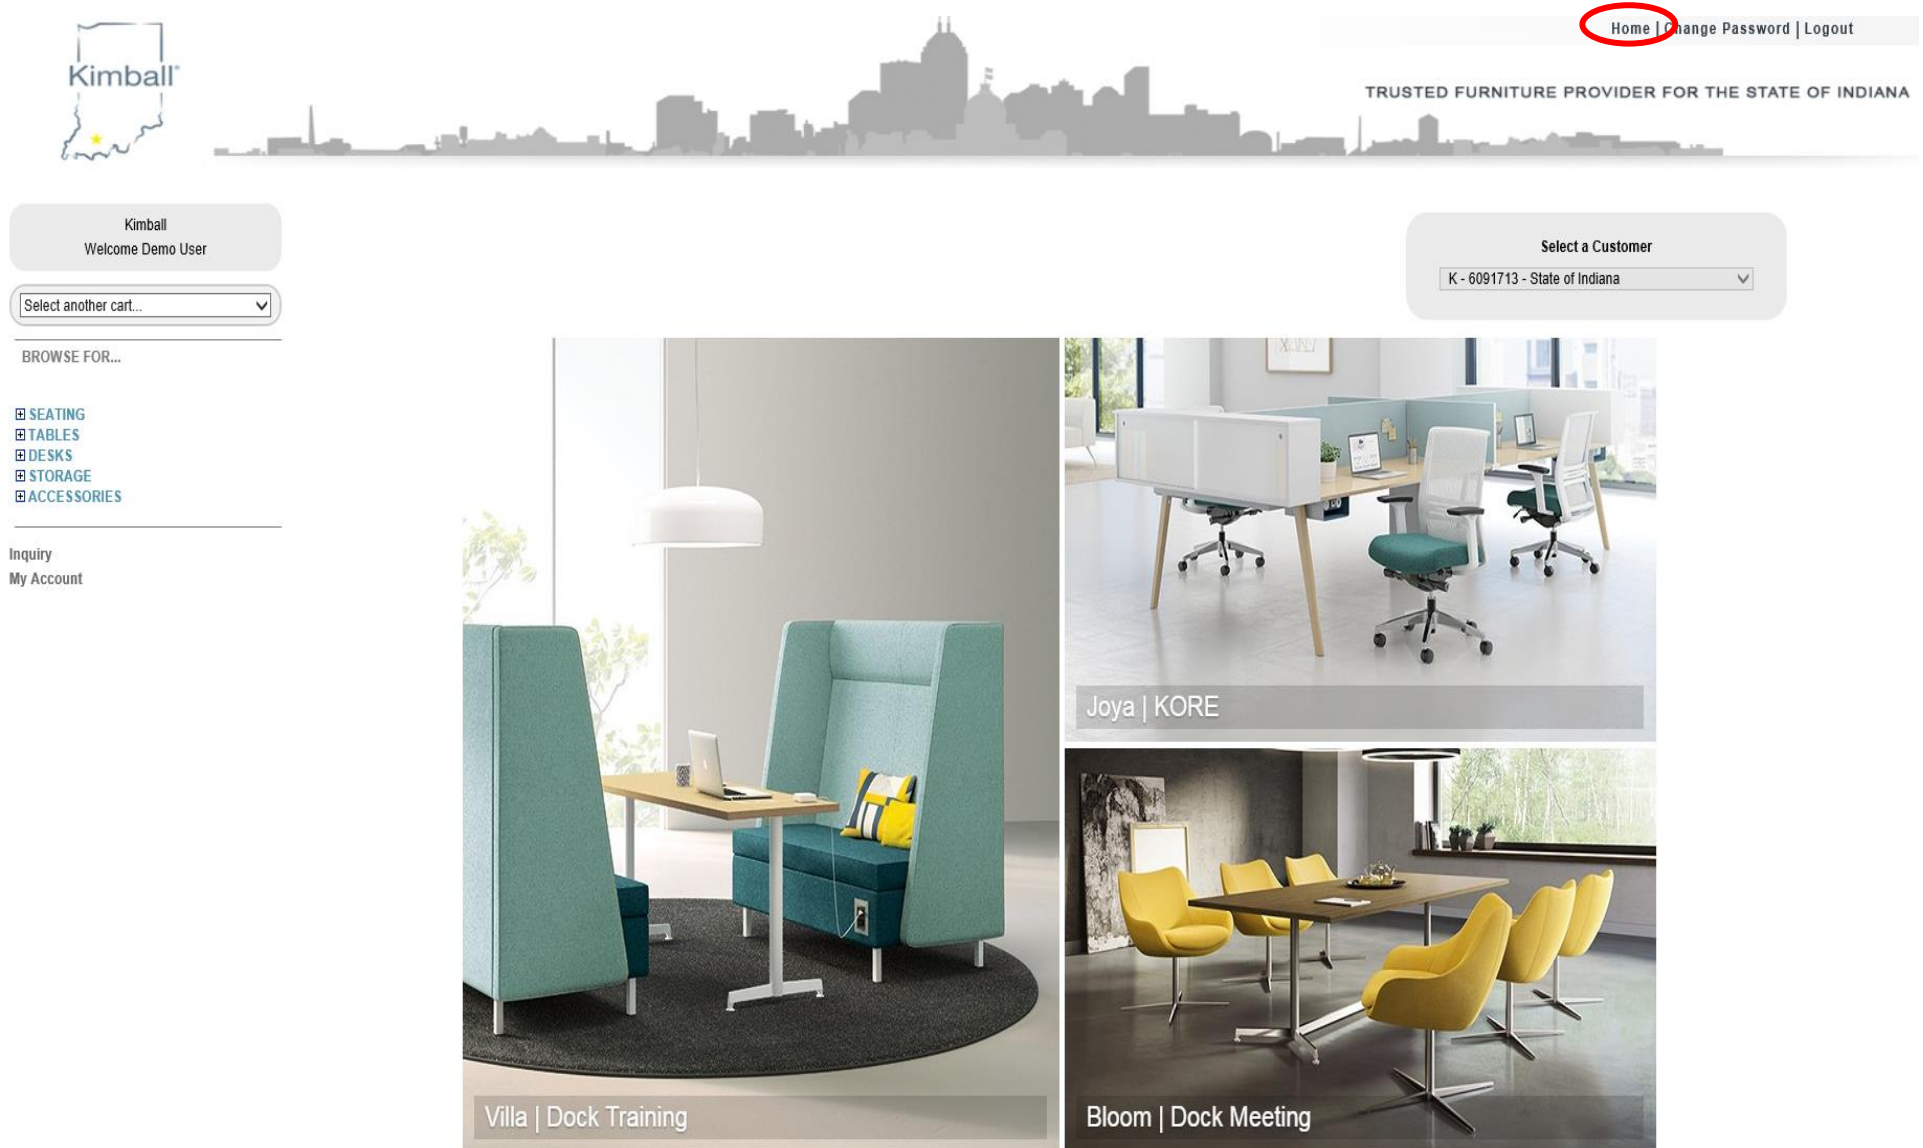 Home | Change Password | Logout
Kimball®
TRUSTED FURNITURE PROVIDER FOR THE STATE OF INDIANA
Kimball
Welcome Demo User
Select a Customer
K - 6091713 - State of Indiana
Select another cart...
BROWSE FOR...
SEATING
TABLES
DESKS
STORAGE
ACCESSORIES
Inquiry
My Account
Joya | KORE
Villa | Dock Training
Bloom | Dock Meeting